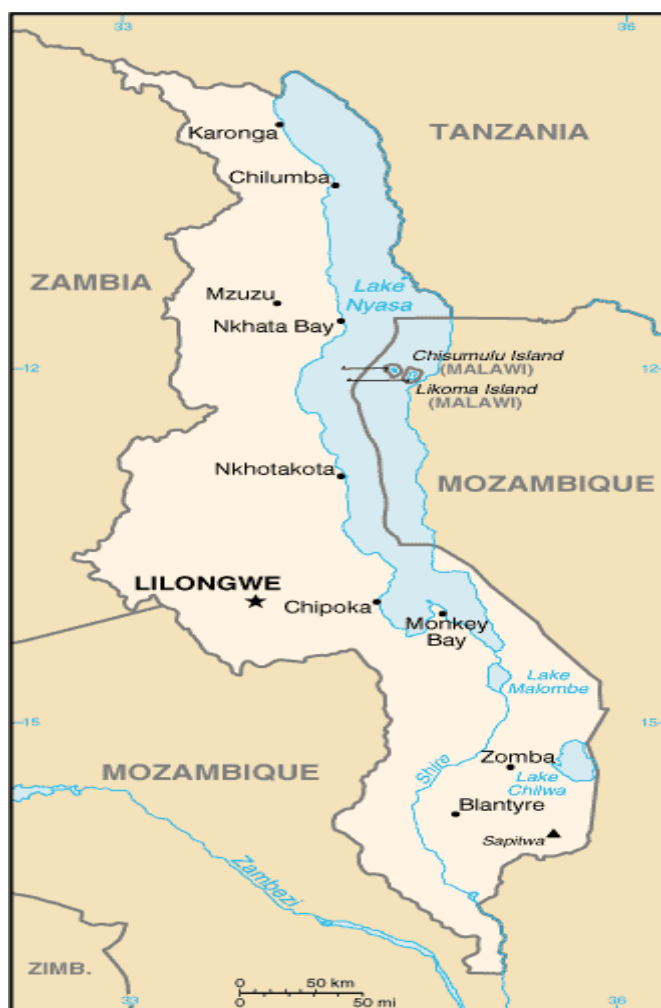 33
36
TANZANIA
Karonga
Chilumba
ZAMBIA
Lake
Nyasa
Mzuzu
Nkhata Bay
Chisumulu Island
(MALAWI)
12
12
Likoma Island
(MALAWI)
Nkhotakota
MOZAMBIQUE
LILONGWE
Chipoka
Monkey
Bay
Lake
Malombe
15
15
MOZAMBIQUE
Shire
Zomba
Lake
Chilwa
Blantyre
Sapitwa
Zambezi
ZIMB.
33
0
50 km
0
50 mi
36